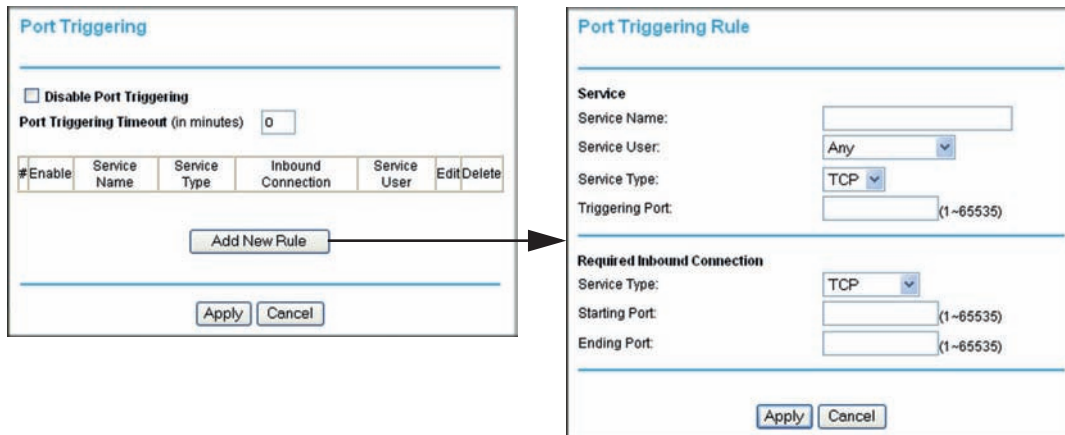 Port Triggering
Disable Port Triggering
Port Triggering Timeout (in minutes) 0
# Enable Service Name Service Type Inbound Connection Service User Edit Delete
Add New Rule
Apply Cancel
Port Triggering Rule
Service
Service Name:
Service User: Any
Service Type: TCP
Triggering Port: (1~65535)
Required Inbound Connection
Service Type: TCP
Starting Port: (1~65535)
Ending Port: (1~65535)
Apply Cancel